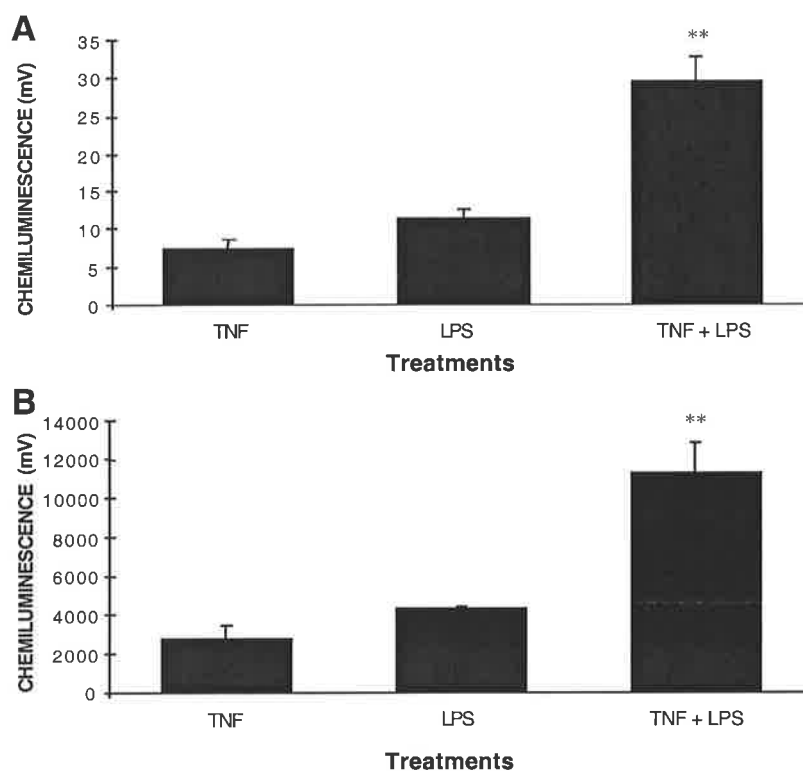 A
CHEMILUMINESCENCE (mV)
35
30
25
20
15
10
5
0
**
TNF
LPS
TNF + LPS
Treatments
B
CHEMILUMINESCENCE (mV)
14000
12000
10000
8000
6000
4000
2000
0
**
TNF
LPS
TNF + LPS
Treatments